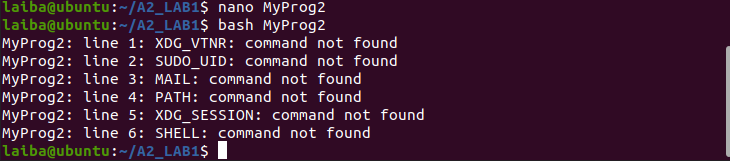 laiba@ubuntu:~/A2_LAB1$ nano MyProg2
laiba@ubuntu:~/A2_LAB1$ bash MyProg2
MyProg2: line 1: XDG_VTNR: command not found
MyProg2: line 2: SUDO_UID: command not found
MyProg2: line 3: MAIL: command not found
MyProg2: line 4: PATH: command not found
MyProg2: line 5: XDG_SESSION: command not found
MyProg2: line 6: SHELL: command not found
laiba@ubuntu:~/A2_LAB1$